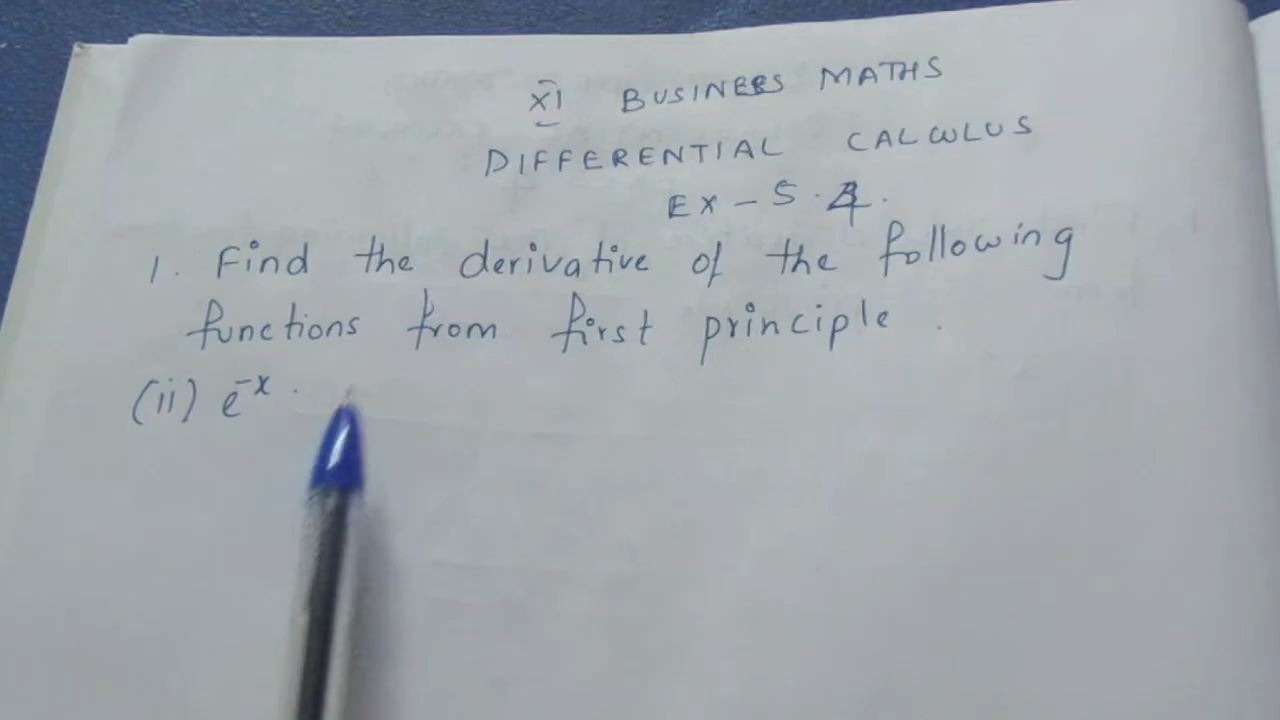 XI BUSINESS MATHS
DIFFERENTIAL CALCULUS
EX - 5.4.
1. Find the derivative of the following
functions from first principle.
(ii) e⁻ˣ.